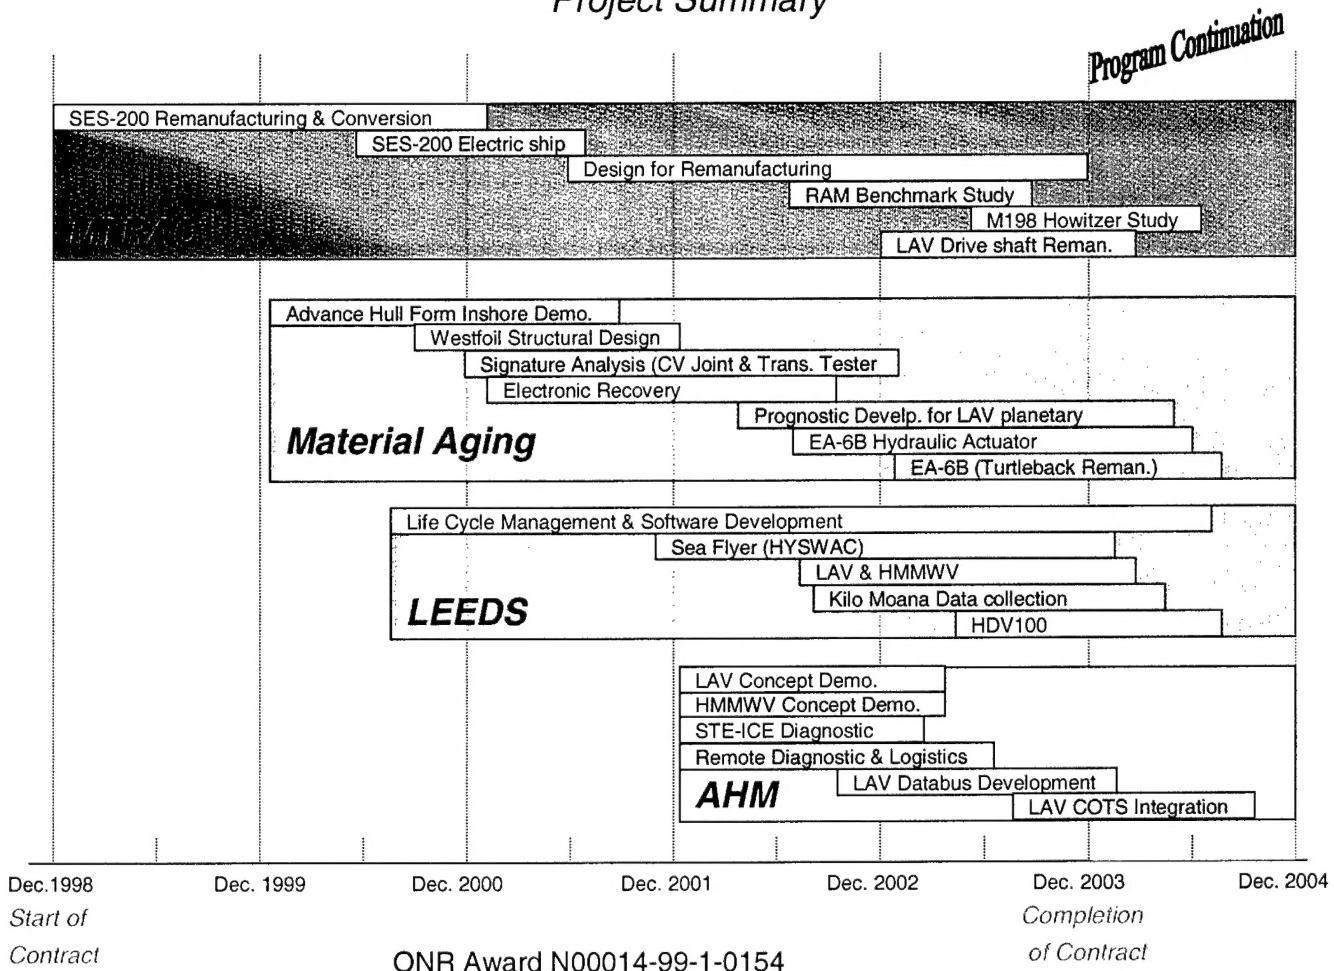 Project Summary
Program Continuation
SES-200 Remanufacturing & Conversion
SES-200 Electric ship
Design for Remanufacturing
RAM Benchmark Study
M198 Howitzer Study
LAV Drive shaft Reman.
Advance Hull Form Inshore Demo.
Westfoil Structural Design
Signature Analysis (CV Joint & Trans. Tester
Electronic Recovery
Prognostic Develp. for LAV planetary
Material Aging
EA-6B Hydraulic Actuator
EA-6B (Turtleback Reman.)
Life Cycle Management & Software Development
Sea Flyer (HYSWAC)
LAV & HMMWV
Kilo Moana Data collection
LEEDS
HDV100
LAV Concept Demo.
HMMWV Concept Demo.
STE-ICE Diagnostic
Remote Diagnostic & Logistics
LAV Databus Development
AHM
LAV COTS Integration
Dec.1998 Dec. 1999 Dec. 2000 Dec. 2001 Dec. 2002 Dec. 2003 Dec. 2004
Start of Completion
Contract of Contract
ONR Award N00014-99-1-0154